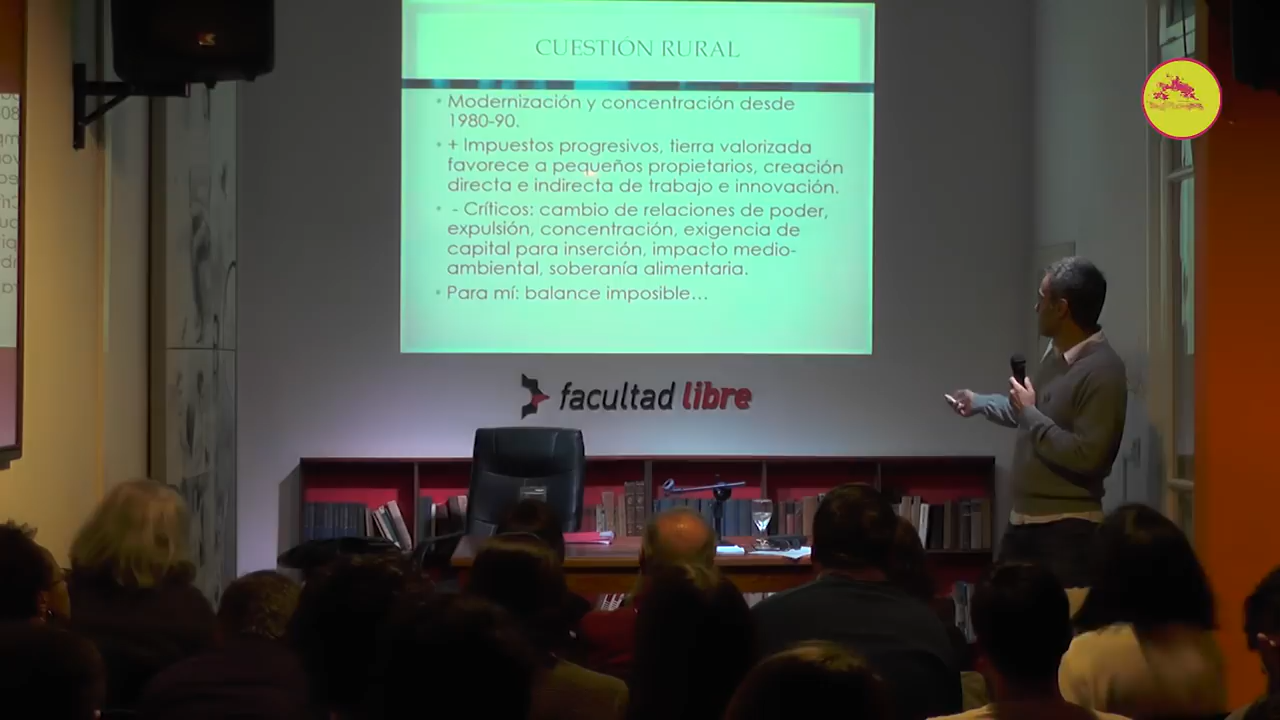 CUESTIÓN RURAL
• Modernización y concentración desde
1980-90.
• + Impuestos progresivos, tierra valorizada
favorece a pequeños propietarios, creación
directa e indirecta de trabajo e innovación.
• - Críticos: cambio de relaciones de poder,
expulsión, concentración, exigencia de
capital para inserción, impacto medio-
ambiental, soberanía alimentaria.
• Para mí: balance imposible...
facultad libre